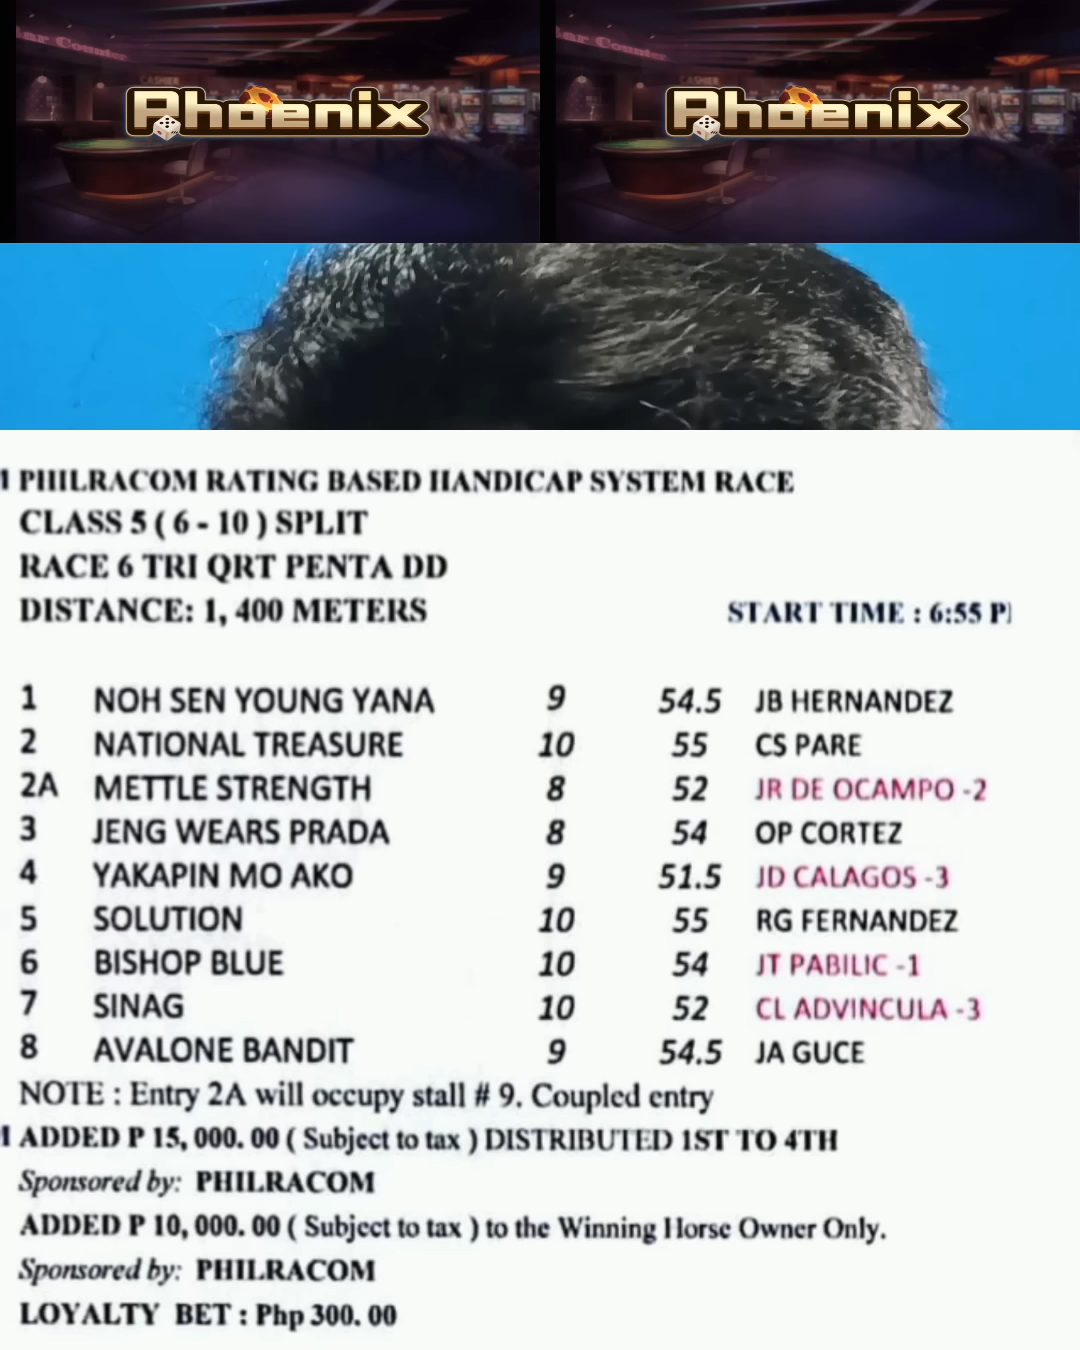 Bar Counter
CASHIER
Phoenix
Bar Counter
CASHIER
Phoenix
PHILRACOM RATING BASED HANDICAP SYSTEM RACE
CLASS 5 ( 6 - 10 ) SPLIT
RACE 6 TRI QRT PENTA DD
DISTANCE: 1, 400 METERS START TIME : 6:55 P
1 NOH SEN YOUNG YANA 9 54.5 JB HERNANDEZ
2 NATIONAL TREASURE 10 55 CS PARE
2A METTLE STRENGTH 8 52 JR DE OCAMPO -2
3 JENG WEARS PRADA 8 54 OP CORTEZ
4 YAKAPIN MO AKO 9 51.5 JD CALAGOS -3
5 SOLUTION 10 55 RG FERNANDEZ
6 BISHOP BLUE 10 54 JT PABILIC -1
7 SINAG 10 52 CL ADVINCULA -3
8 AVALONE BANDIT 9 54.5 JA GUCE
NOTE : Entry 2A will occupy stall # 9. Coupled entry
ADDED P 15, 000. 00 ( Subject to tax ) DISTRIBUTED 1ST TO 4TH
Sponsored by: PHILRACOM
ADDED P 10, 000. 00 ( Subject to tax ) to the Winning Horse Owner Only.
Sponsored by: PHILRACOM
LOYALTY BET : Php 300. 00